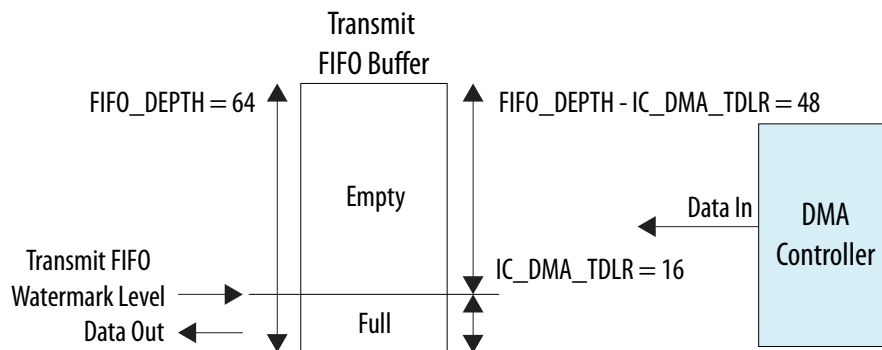 Transmit
FIFO Buffer
FIFO_DEPTH = 64
FIFO_DEPTH - IC_DMA_TDLR = 48
Empty
Data In
DMA
Controller
Transmit FIFO
Watermark Level
IC_DMA_TDLR = 16
Data Out
Full